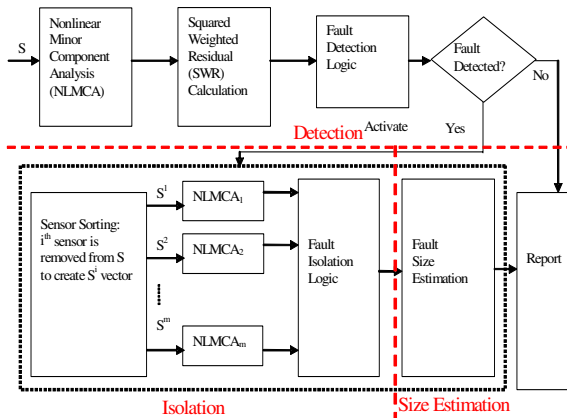 S
Nonlinear
Minor
Component
Analysis
(NLMCA)
Squared
Weighted
Residual
(SWR)
Calculation
Fault
Detection
Logic
Fault
Detected?
No
Yes
Activate
Detection
Sensor Sorting:
iᵗʰ sensor is
removed from S
to create Sⁱ vector
S¹
S²
Sᵐ
NLMCA₁
NLMCA₂
NLMCAₘ
Fault
Isolation
Logic
Fault
Size
Estimation
Report
Isolation
Size Estimation